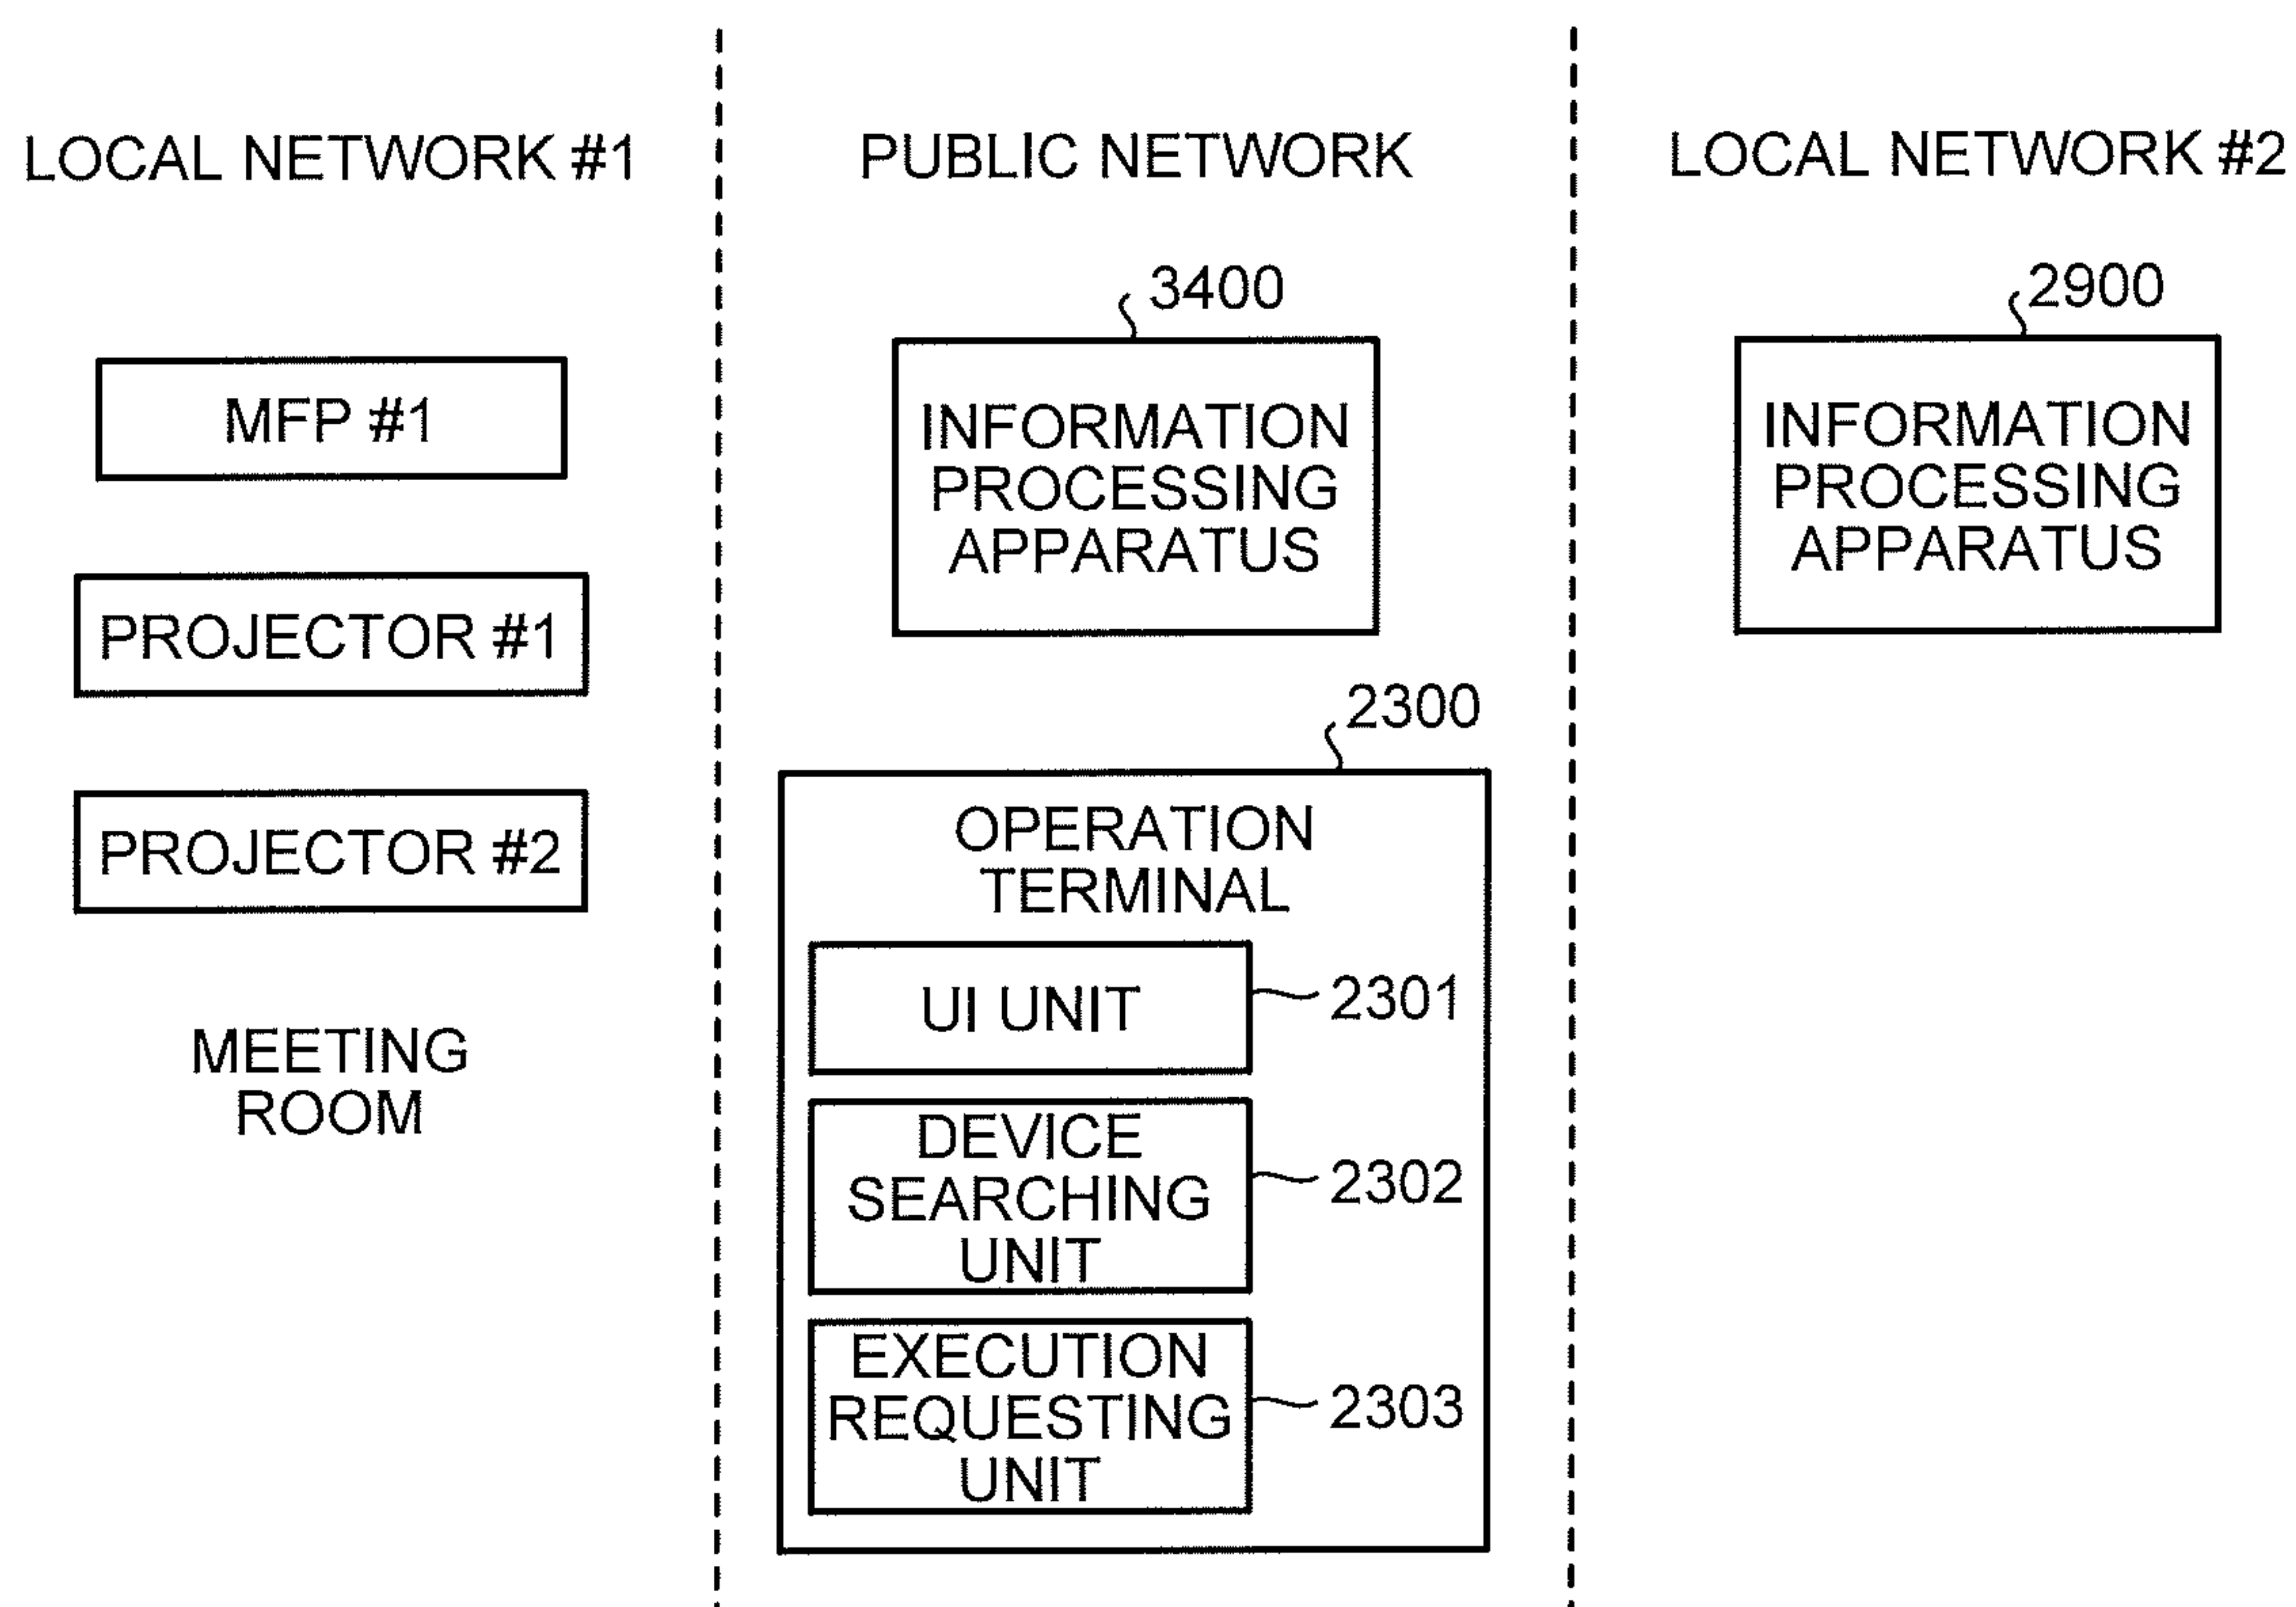 LOCAL NETWORK #1
MFP #1
PROJECTOR #1
PROJECTOR #2
MEETING
ROOM
PUBLIC NETWORK
3400
INFORMATION
PROCESSING
APPARATUS
2300
OPERATION
TERMINAL
UI UNIT
2301
DEVICE
SEARCHING
UNIT
2302
EXECUTION
REQUESTING
UNIT
2303
LOCAL NETWORK #2
2900
INFORMATION
PROCESSING
APPARATUS